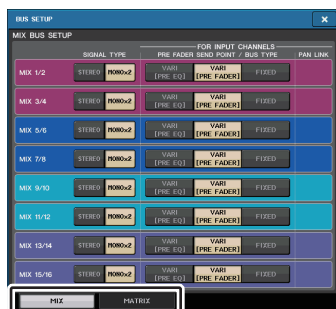 BUS SETUP
MIX BUS SETUP
FOR INPUT CHANNELS
SIGNAL TYPE PRE FADER SEND POINT / BUS TYPE PAN LINK
MIX 1/2 STEREO MONOx2 VARI [PRE EQ] VARI [PRE FADER] FIXED
MIX 3/4 STEREO MONOx2 VARI [PRE EQ] VARI [PRE FADER] FIXED
MIX 5/6 STEREO MONOx2 VARI [PRE EQ] VARI [PRE FADER] FIXED
MIX 7/8 STEREO MONOx2 VARI [PRE EQ] VARI [PRE FADER] FIXED
MIX 9/10 STEREO MONOx2 VARI [PRE EQ] VARI [PRE FADER] FIXED
MIX 11/12 STEREO MONOx2 VARI [PRE EQ] VARI [PRE FADER] FIXED
MIX 13/14 STEREO MONOx2 VARI [PRE EQ] VARI [PRE FADER] FIXED
MIX 15/16 STEREO MONOx2 VARI [PRE EQ] VARI [PRE FADER] FIXED
MIX MATRIX